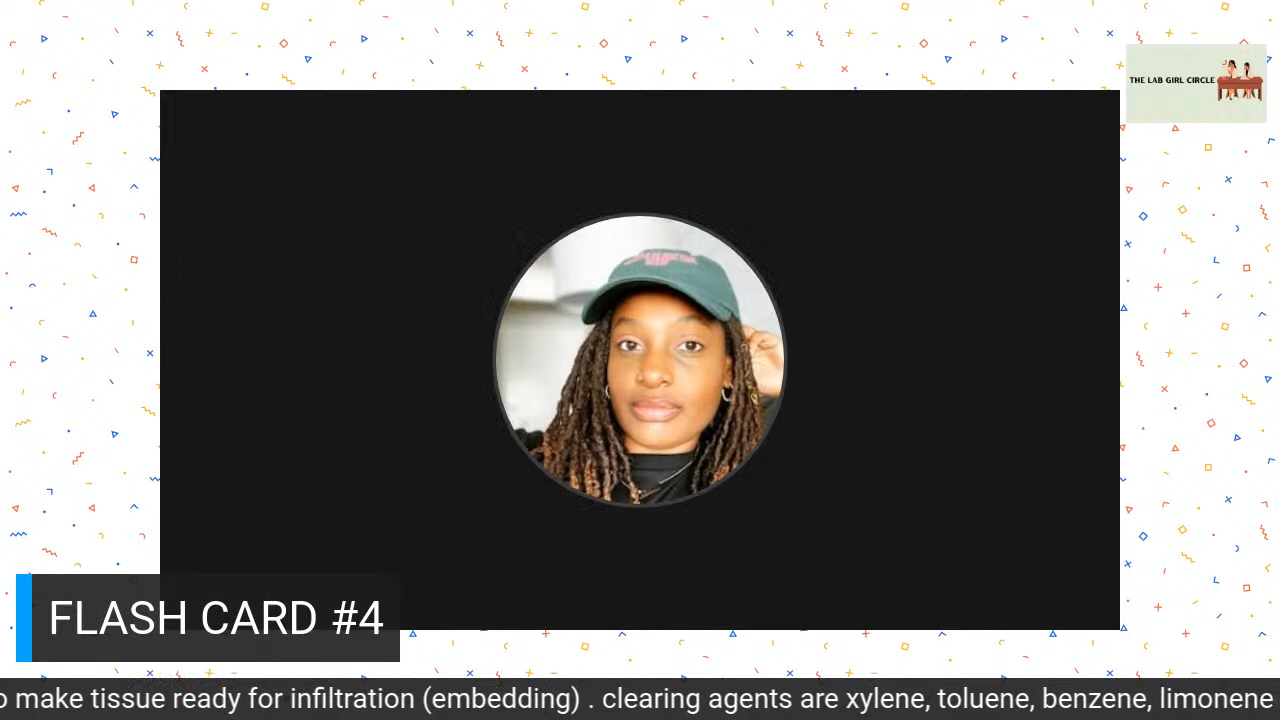 THE LAB GIRL CIRCLE
FLASH CARD #4
make tissue ready for infiltration (embedding) . clearing agents are xylene, toluene, benzene, limonene